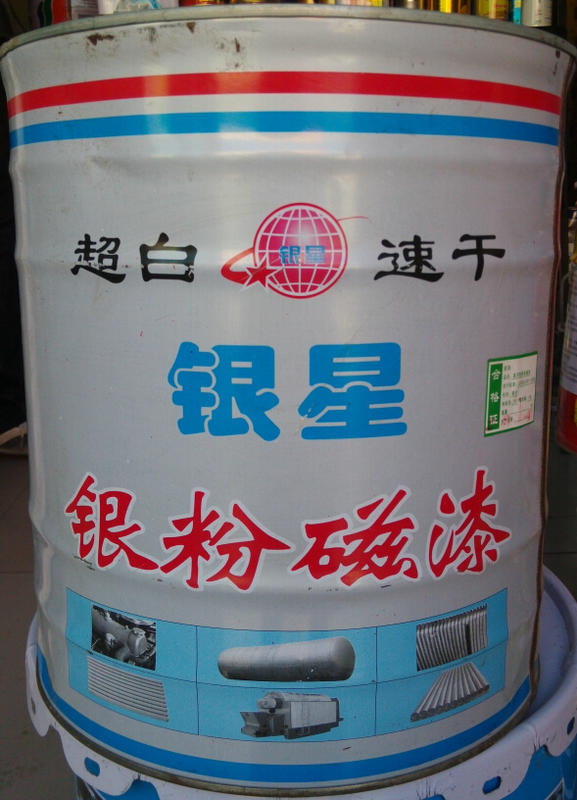 超白 银星 速干
银星
合格证
银粉磁漆